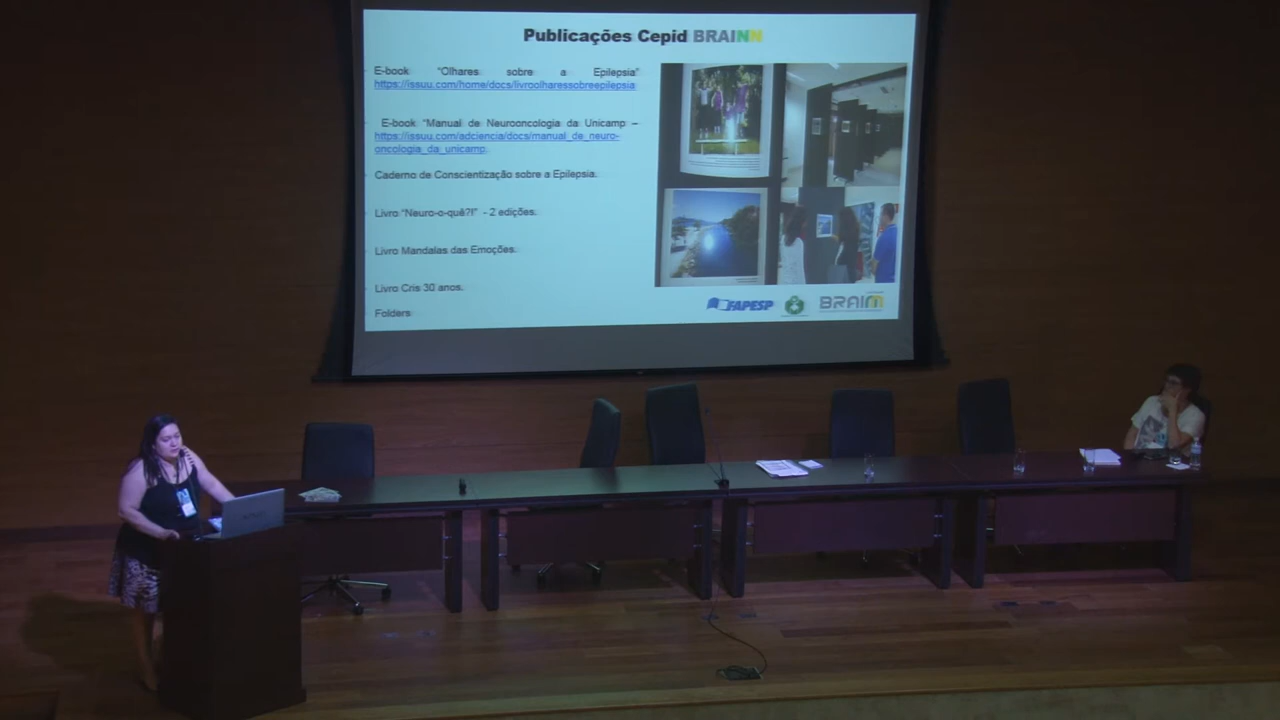 Publicações Cepid BRAINN
E-book "Olhares sobre a Epilepsia"
https://issuu.com/home/docs/livroolharessobreepilepsia
E-book "Manual de Neurooncologia da Unicamp –
https://issuu.com/adciencia/docs/manual_de_neuro-
oncologia_da_unicamp.
Caderno de Conscientização sobre a Epilepsia.
Livro "Neuro-o-quê?!" - 2 edições.
Livro Mandalas das Emoções.
Livro Cris 30 anos.
Folders
FAPESP
BRAINN